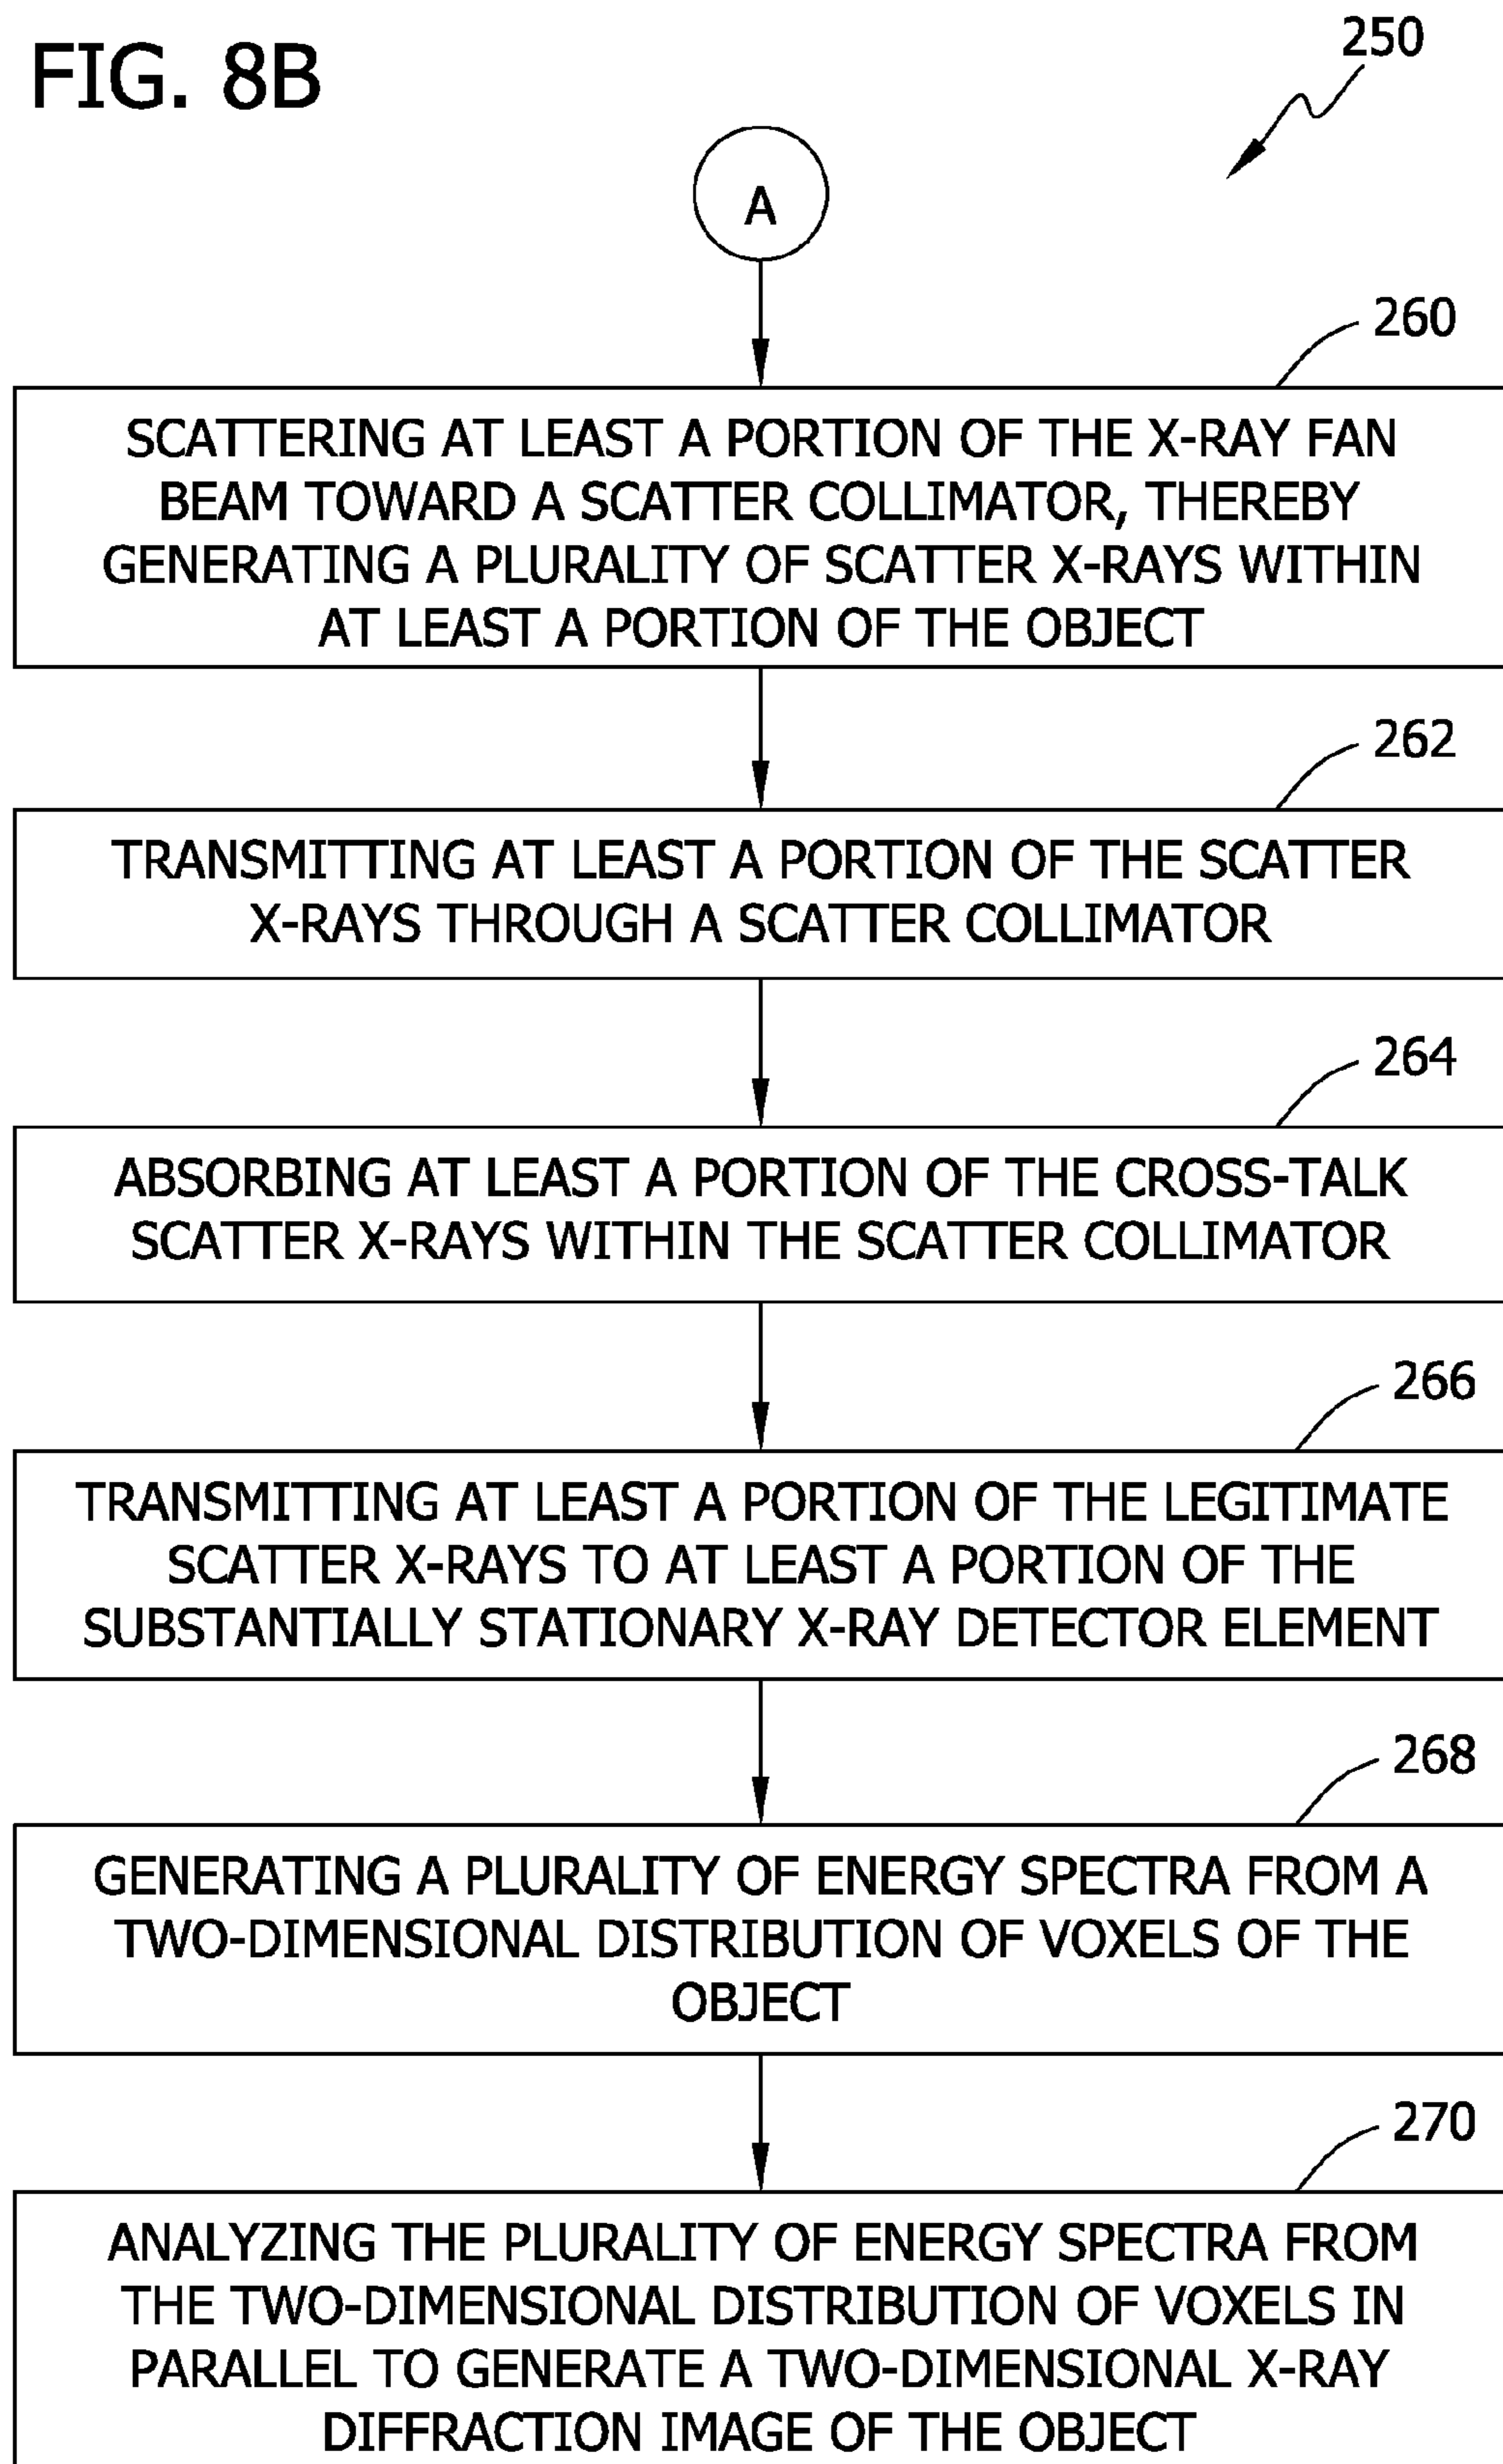 FIG. 8B
250
A
260
SCATTERING AT LEAST A PORTION OF THE X-RAY FAN
BEAM TOWARD A SCATTER COLLIMATOR, THEREBY
GENERATING A PLURALITY OF SCATTER X-RAYS WITHIN
AT LEAST A PORTION OF THE OBJECT
262
TRANSMITTING AT LEAST A PORTION OF THE SCATTER
X-RAYS THROUGH A SCATTER COLLIMATOR
264
ABSORBING AT LEAST A PORTION OF THE CROSS-TALK
SCATTER X-RAYS WITHIN THE SCATTER COLLIMATOR
266
TRANSMITTING AT LEAST A PORTION OF THE LEGITIMATE
SCATTER X-RAYS TO AT LEAST A PORTION OF THE
SUBSTANTIALLY STATIONARY X-RAY DETECTOR ELEMENT
268
GENERATING A PLURALITY OF ENERGY SPECTRA FROM A
TWO-DIMENSIONAL DISTRIBUTION OF VOXELS OF THE
OBJECT
270
ANALYZING THE PLURALITY OF ENERGY SPECTRA FROM
THE TWO-DIMENSIONAL DISTRIBUTION OF VOXELS IN
PARALLEL TO GENERATE A TWO-DIMENSIONAL X-RAY
DIFFRACTION IMAGE OF THE OBJECT